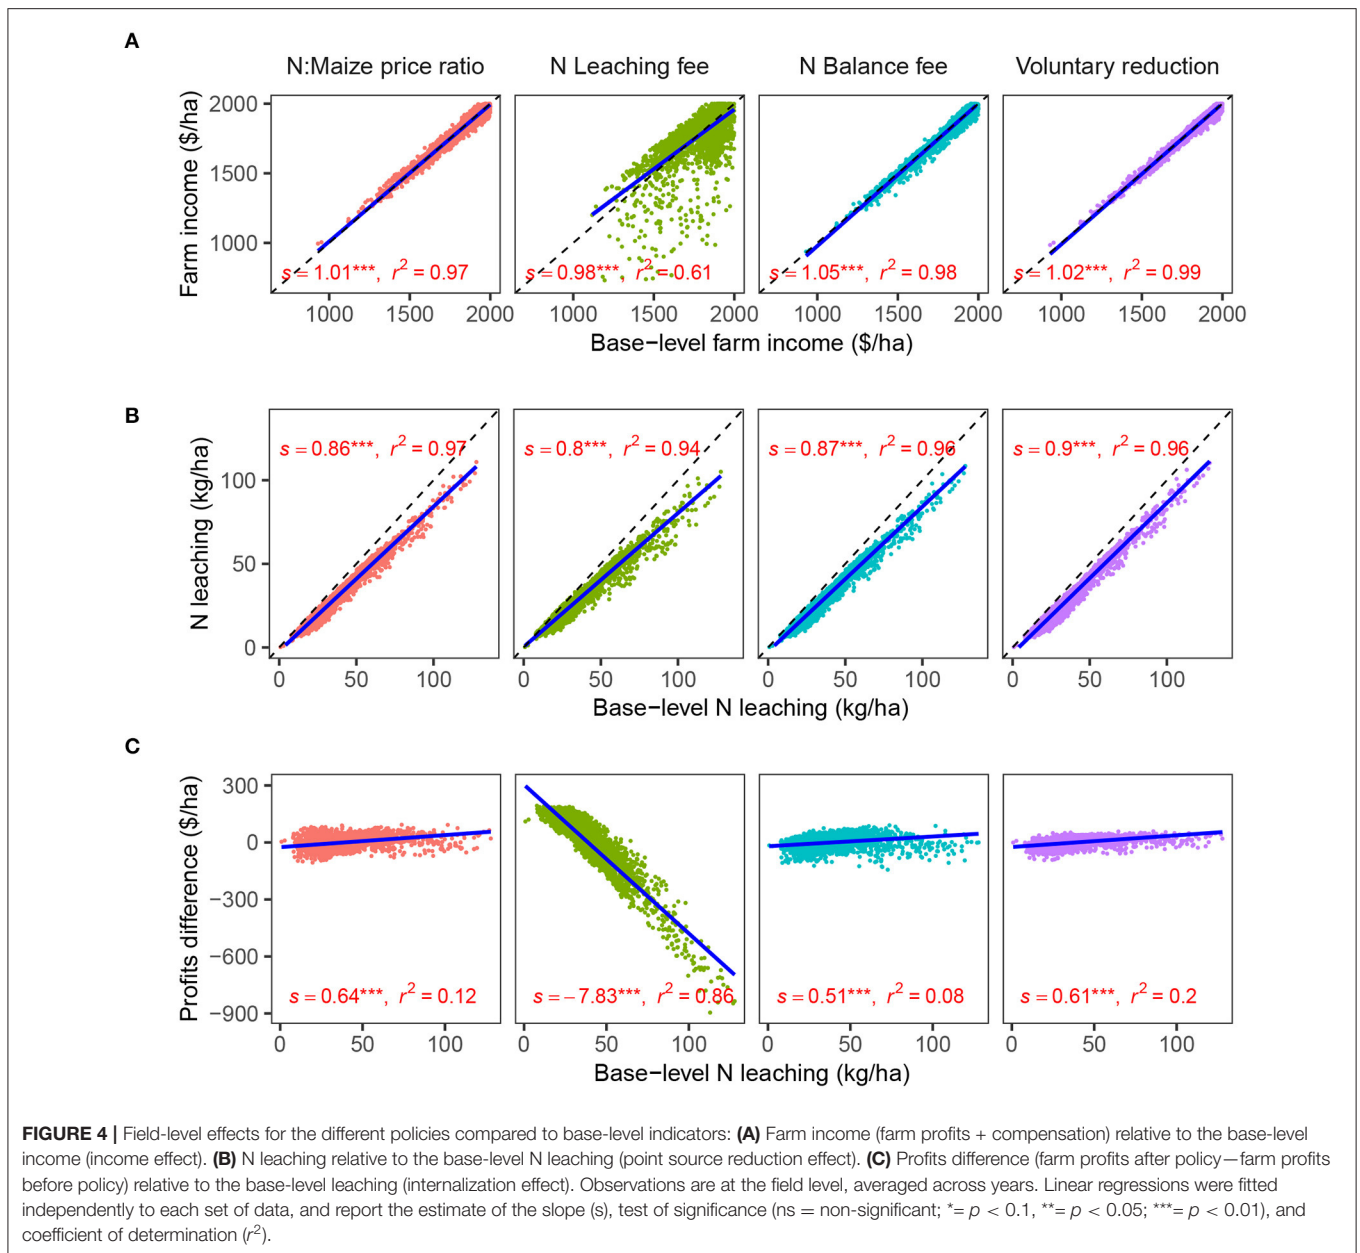 A
N:Maize price ratio
N Leaching fee
N Balance fee
Voluntary reduction
Farm income ($/ha)
2000
1500
1000
s = 1.01***, r² = 0.97
s = 0.98***, r² = 0.61
s = 1.05***, r² = 0.98
s = 1.02***, r² = 0.99
1000 1500 2000
1000 1500 2000
1000 1500 2000
1000 1500 2000
Base−level farm income ($/ha)
B
N leaching (kg/ha)
100
50
0
s = 0.86***, r² = 0.97
s = 0.8***, r² = 0.94
s = 0.87***, r² = 0.96
s = 0.9***, r² = 0.96
0 50 100
0 50 100
0 50 100
0 50 100
Base−level N leaching (kg/ha)
C
Profits difference ($/ha)
300
0
−300
−600
−900
s = 0.64***, r² = 0.12
s = −7.83***, r² = 0.86
s = 0.51***, r² = 0.08
s = 0.61***, r² = 0.2
0 50 100
0 50 100
0 50 100
0 50 100
Base−level N leaching (kg/ha)
FIGURE 4 | Field-level effects for the different policies compared to base-level indicators: (A) Farm income (farm profits + compensation) relative to the base-level
income (income effect). (B) N leaching relative to the base-level N leaching (point source reduction effect). (C) Profits difference (farm profits after policy—farm profits
before policy) relative to the base-level leaching (internalization effect). Observations are at the field level, averaged across years. Linear regressions were fitted
independently to each set of data, and report the estimate of the slope (s), test of significance (ns = non-significant; *= p < 0.1, **= p < 0.05; ***= p < 0.01), and
coefficient of determination (r²).